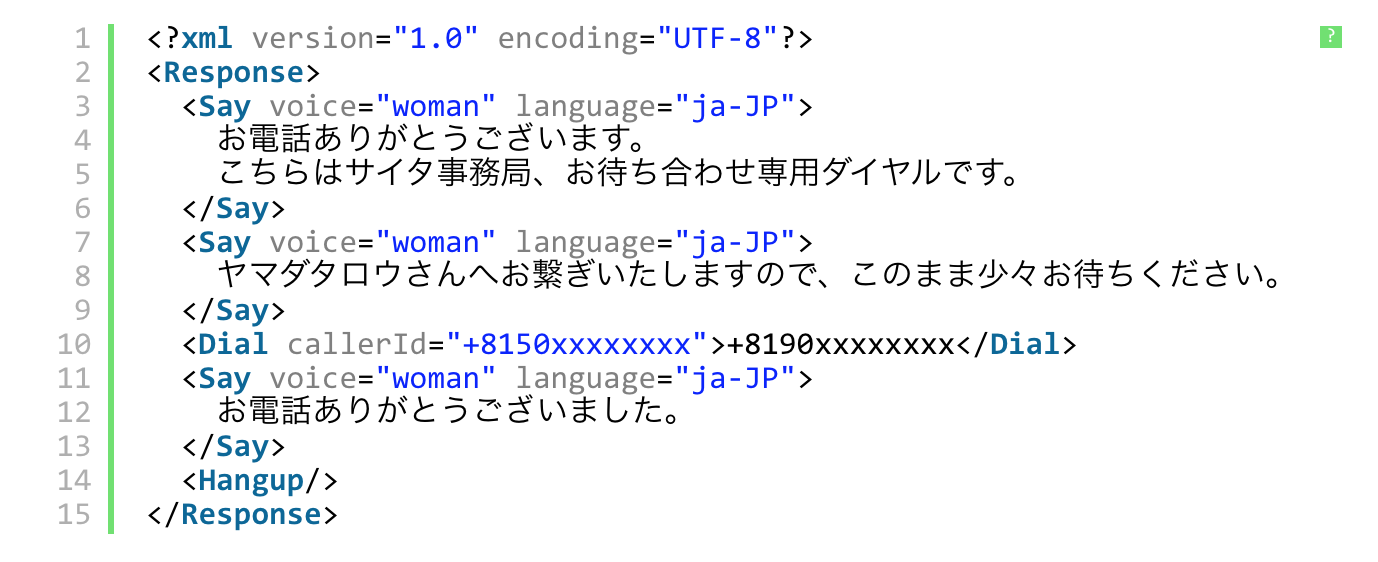 1 <?xml version="1.0" encoding="UTF-8"?> ?
2 <Response>
3   <Say voice="woman" language="ja-JP">
4     お電話ありがとうございます。
5     こちらはサイタ事務局、お待ち合わせ専用ダイヤルです。
6   </Say>
7   <Say voice="woman" language="ja-JP">
8     ヤマダタロウさんへお繋ぎいたしますので、このまま少々お待ちください。
9   </Say>
10   <Dial callerId="+8150xxxxxxxx">+8190xxxxxxxx</Dial>
11   <Say voice="woman" language="ja-JP">
12     お電話ありがとうございました。
13   </Say>
14   <Hangup/>
15 </Response>